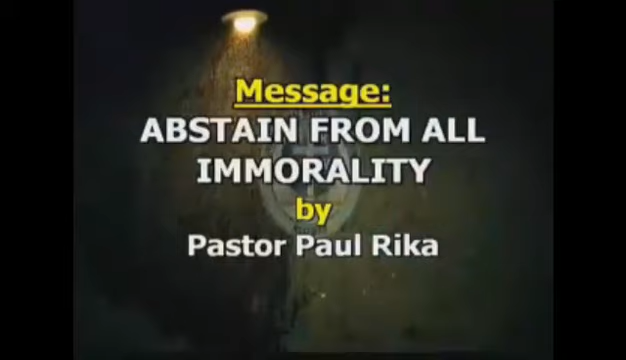 Message:
ABSTAIN FROM ALL
IMMORALITY
by
Pastor Paul Rika